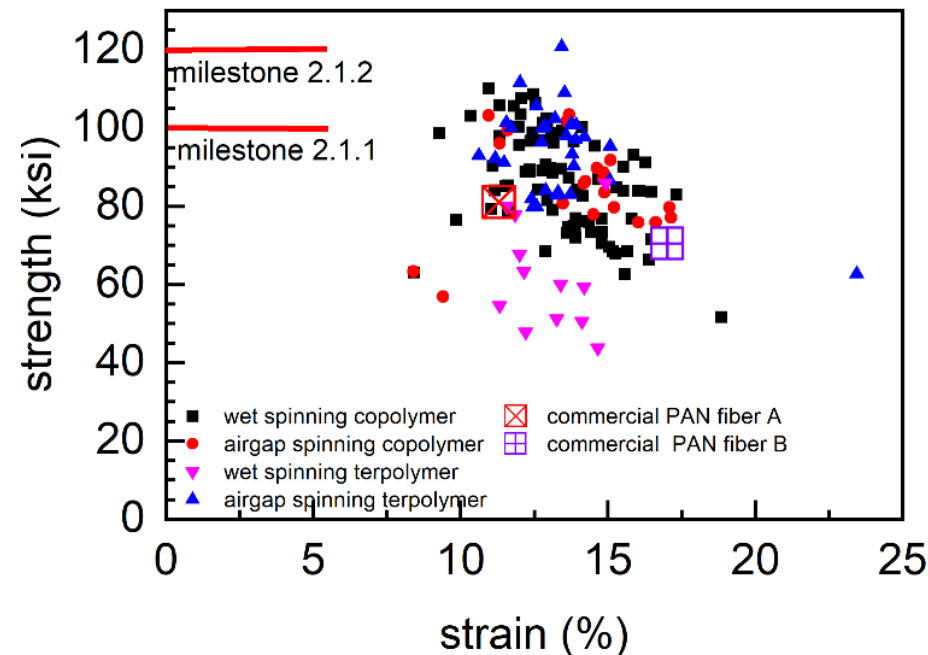 120
milestone 2.1.2
100
milestone 2.1.1
80
60
40
20
0
strength (ksi)
wet spinning copolymer
airgap spinning copolymer
wet spinning terpolymer
airgap spinning terpolymer
commercial PAN fiber A
commercial PAN fiber B
0 5 10 15 20 25
strain (%)